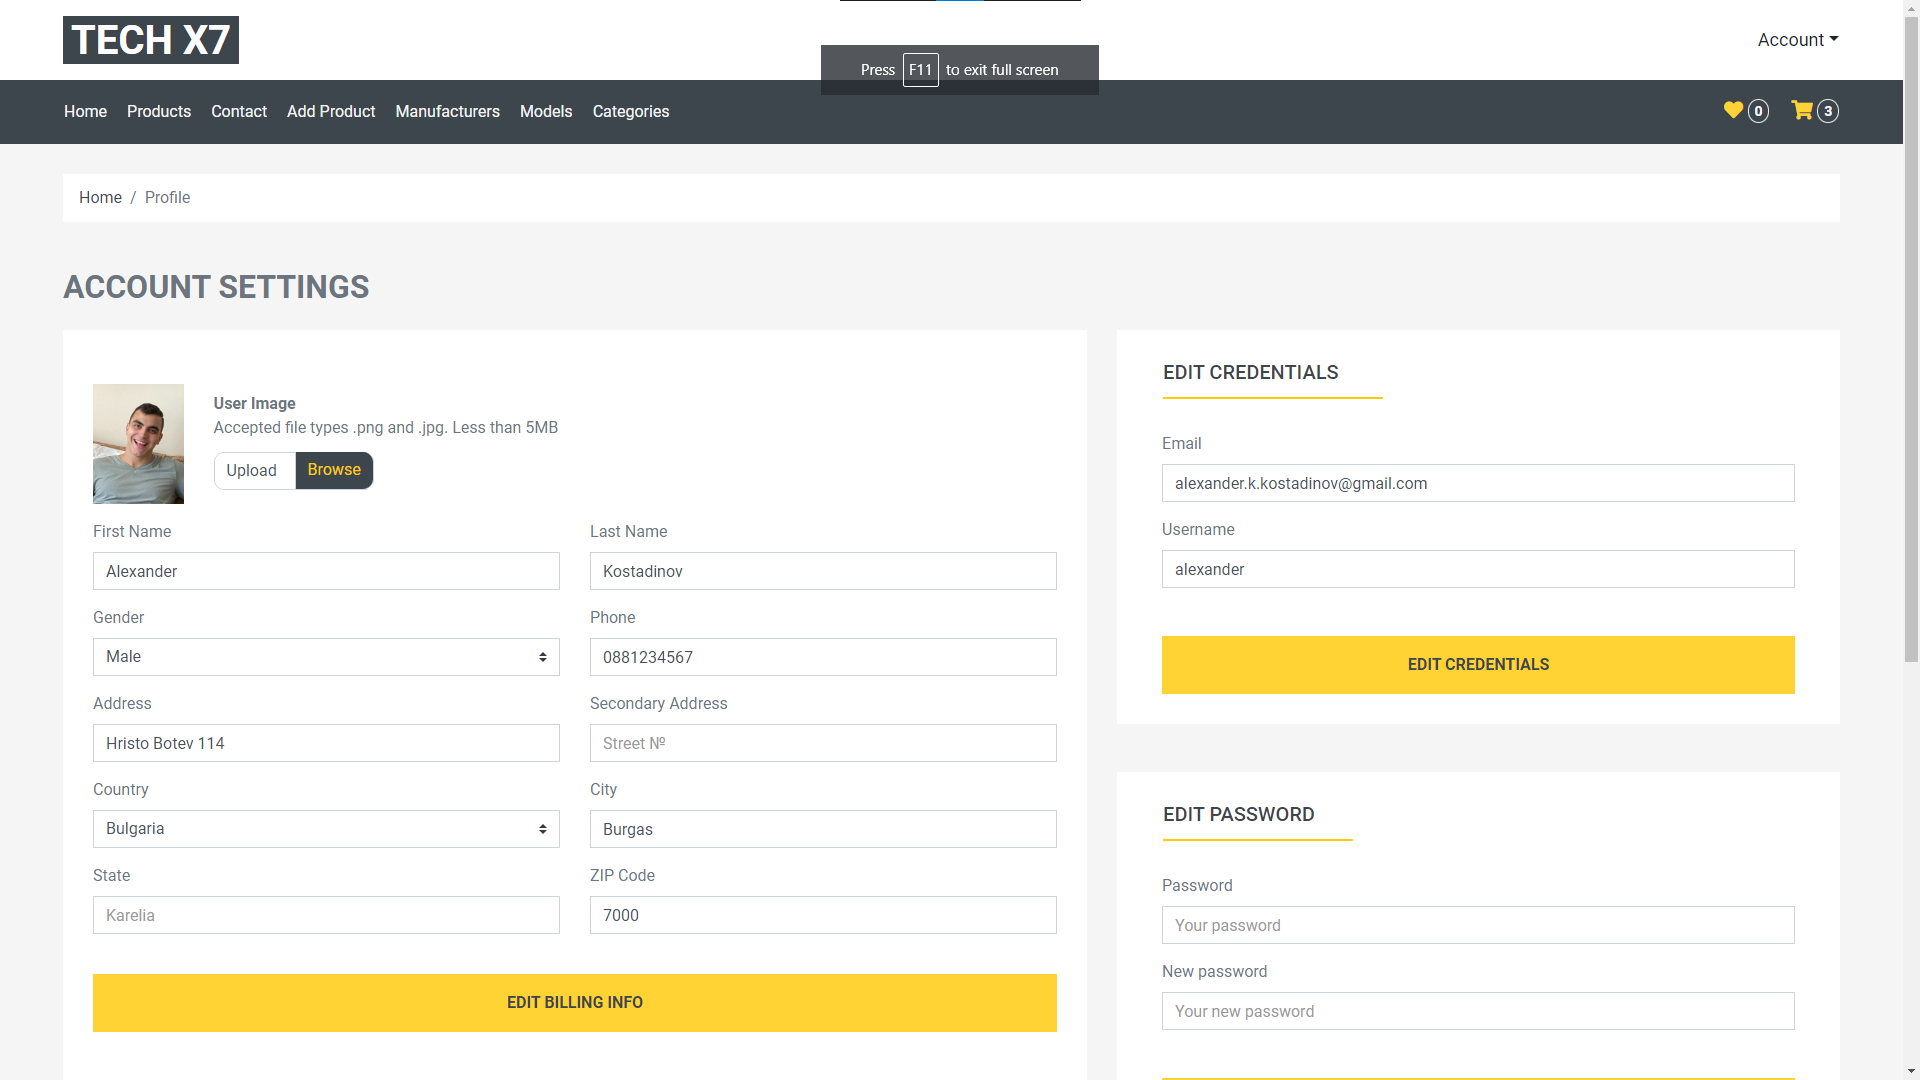 TECH X7
Account
Press F11 to exit full screen
Home Products Contact Add Product Manufacturers Models Categories
0 3
Home / Profile
ACCOUNT SETTINGS
User Image
Accepted file types .png and .jpg. Less than 5MB
Upload Browse
First Name
Alexander
Last Name
Kostadinov
Gender
Male
Phone
0881234567
Address
Hristo Botev 114
Secondary Address
Street №
Country
Bulgaria
City
Burgas
State
Karelia
ZIP Code
7000
EDIT BILLING INFO
EDIT CREDENTIALS
Email
alexander.k.kostadinov@gmail.com
Username
alexander
EDIT CREDENTIALS
EDIT PASSWORD
Password
Your password
New password
Your new password